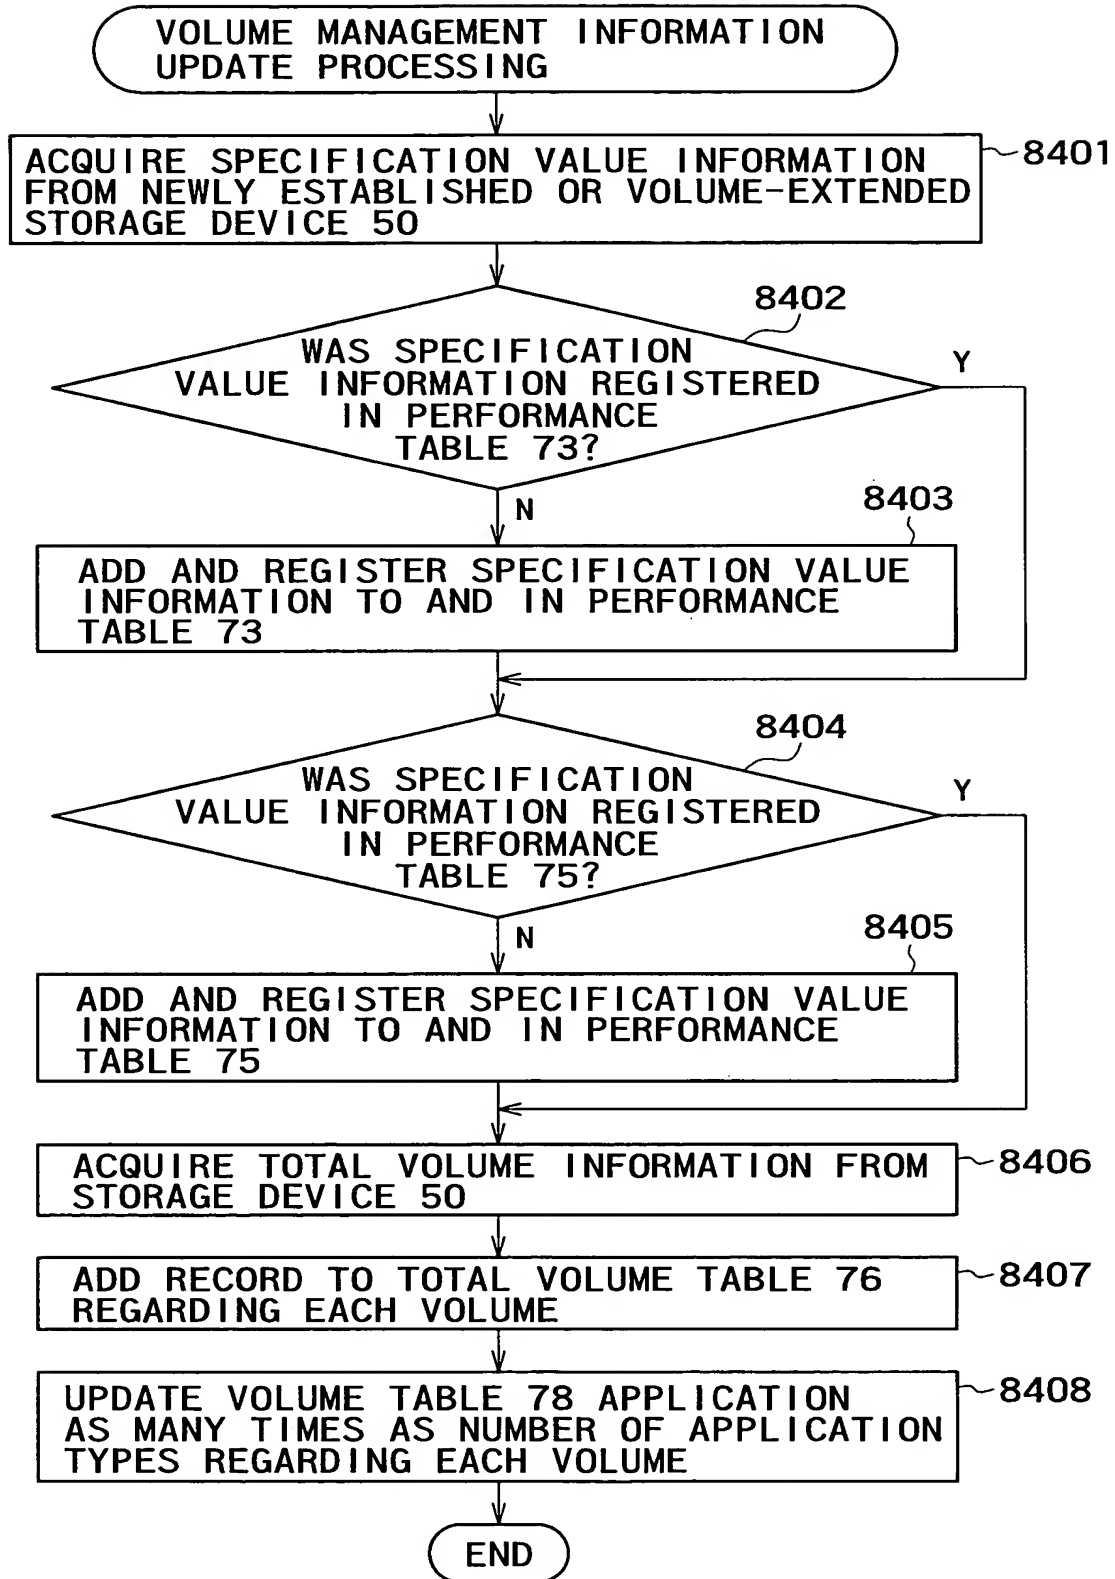 VOLUME MANAGEMENT INFORMATION
UPDATE PROCESSING
8401
ACQUIRE SPECIFICATION VALUE INFORMATION
FROM NEWLY ESTABLISHED OR VOLUME-EXTENDED
STORAGE DEVICE 50
8402
WAS SPECIFICATION
VALUE INFORMATION REGISTERED
IN PERFORMANCE
TABLE 73?
Y
N
8403
ADD AND REGISTER SPECIFICATION VALUE
INFORMATION TO AND IN PERFORMANCE
TABLE 73
8404
WAS SPECIFICATION
VALUE INFORMATION REGISTERED
IN PERFORMANCE
TABLE 75?
Y
N
8405
ADD AND REGISTER SPECIFICATION VALUE
INFORMATION TO AND IN PERFORMANCE
TABLE 75
ACQUIRE TOTAL VOLUME INFORMATION FROM
STORAGE DEVICE 50
8406
ADD RECORD TO TOTAL VOLUME TABLE 76
REGARDING EACH VOLUME
8407
UPDATE VOLUME TABLE 78 APPLICATION
AS MANY TIMES AS NUMBER OF APPLICATION
TYPES REGARDING EACH VOLUME
8408
END